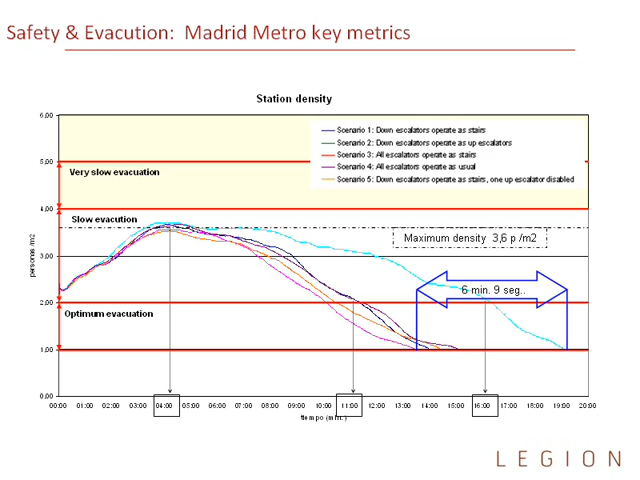 Safety & Evacution: Madrid Metro key metrics
Station density
6,00
Scenario 1: Down escalators operate as stairs
Scenario 2: Down escalators operate as up escalators
Scenario 3: All escalators operate as stairs
Scenario 4: All escalators operate as usual
Scenario 5: Down escalators operate as stairs, one up escalator disabled
5,00
Very slow evacuation
4,00
Slow evacuation
Maximum density 3,6 p /m2
personas /m2
3,00
6 min. 9 seg..
2,00
Optimum evacuation
1,00
0,00
00:00 01:00 02:00 03:00 04:00 05:00 06:00 07:00 08:00 09:00 10:00 11:00 12:00 13:00 14:00 15:00 16:00 17:00 18:00 19:00 20:00
tiempo (min.)
LEGION